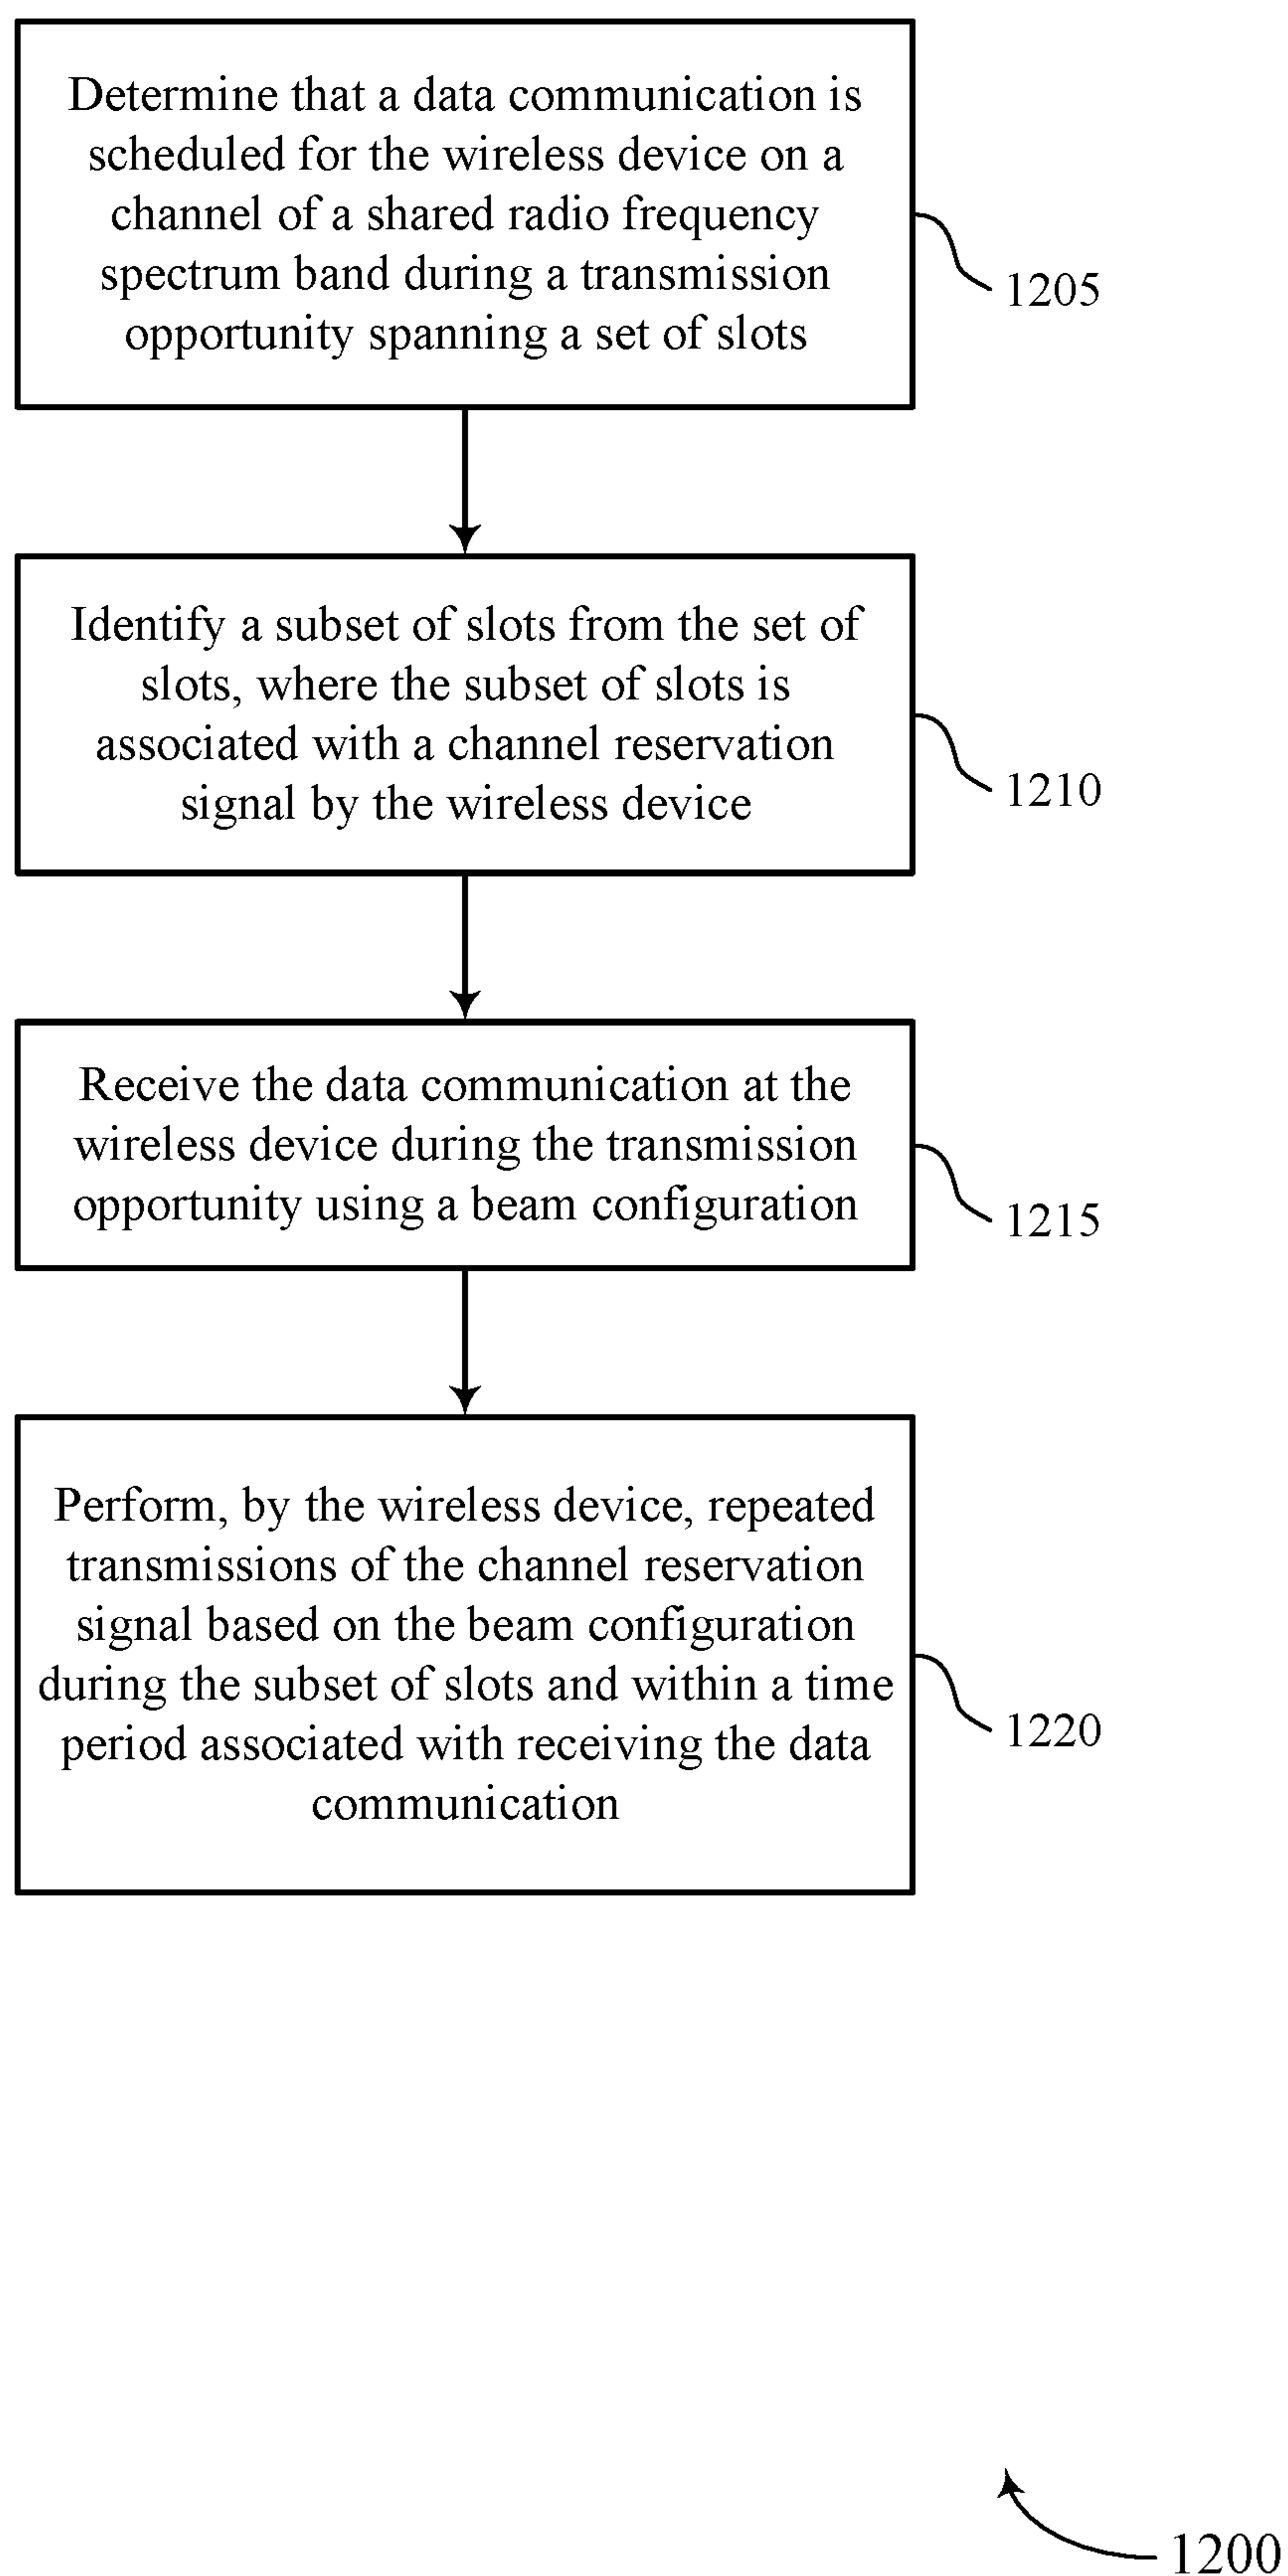 Determine that a data communication is
scheduled for the wireless device on a
channel of a shared radio frequency
spectrum band during a transmission
opportunity spanning a set of slots
1205
Identify a subset of slots from the set of
slots, where the subset of slots is
associated with a channel reservation
signal by the wireless device
1210
Receive the data communication at the
wireless device during the transmission
opportunity using a beam configuration
1215
Perform, by the wireless device, repeated
transmissions of the channel reservation
signal based on the beam configuration
during the subset of slots and within a time
period associated with receiving the data
communication
1220
1200